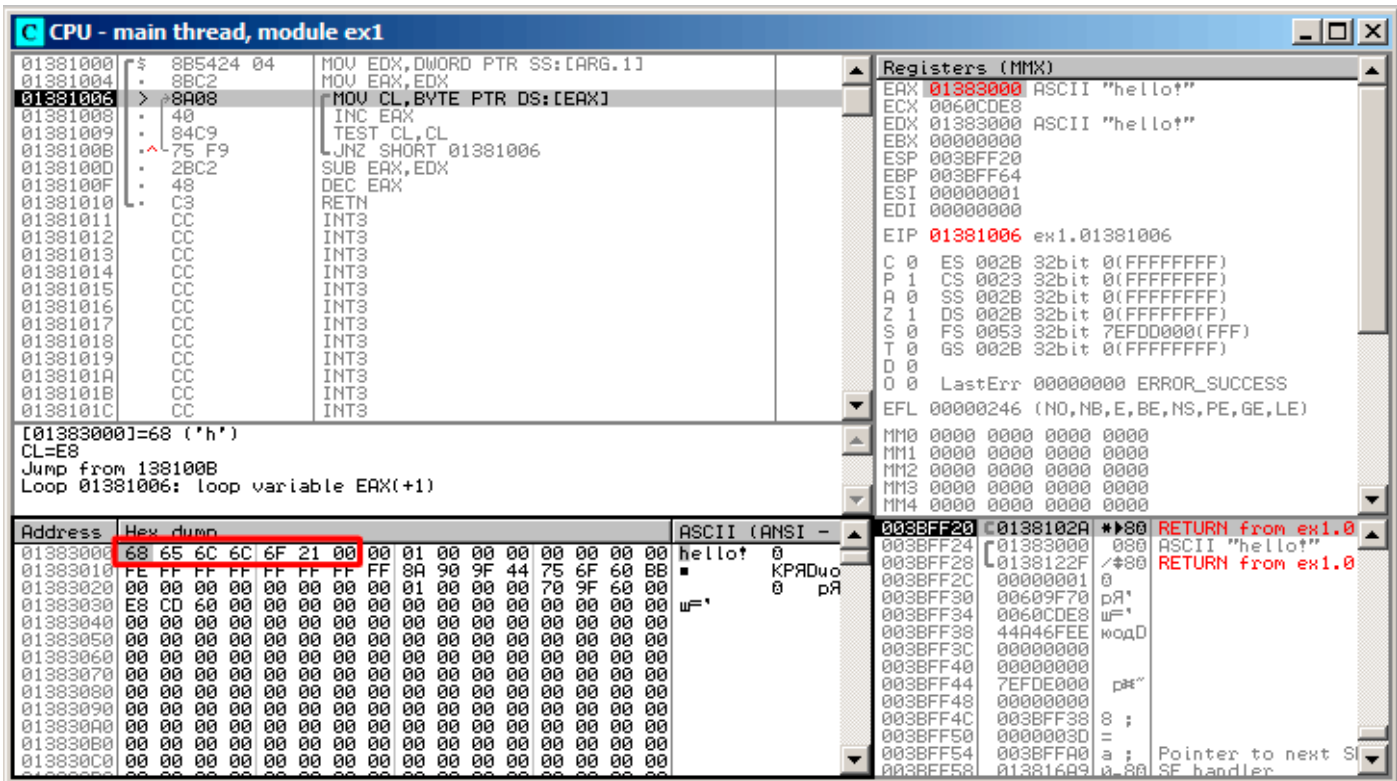 CPU - main thread, module ex1
01381000 $ 8B5424 04 MOV EDX,DWORD PTR SS:[ARG.1]
01381004 . 8BC2 MOV EAX,EDX
01381006 > 8A08 MOV CL,BYTE PTR DS:[EAX]
01381008 . 40 INC EAX
01381009 . 84C9 TEST CL,CL
0138100B .^ 75 F9 JNZ SHORT 01381006
0138100D . 2BC2 SUB EAX,EDX
0138100F . 48 DEC EAX
01381010 . C3 RETN
01381011 CC INT3
01381012 CC INT3
01381013 CC INT3
01381014 CC INT3
01381015 CC INT3
01381016 CC INT3
01381017 CC INT3
01381018 CC INT3
01381019 CC INT3
0138101A CC INT3
0138101B CC INT3
0138101C CC INT3
[01383000]=68 ('h')
CL=E8
Jump from 138100B
Loop 01381006: loop variable EAX(+1)
Registers (MMX)
EAX 01383000 ASCII "hello!"
ECX 0060CDE8
EDX 01383000 ASCII "hello!"
EBX 00000000
ESP 003BFF20
EBP 003BFF64
ESI 00000001
EDI 00000000
EIP 01381006 ex1.01381006
C 0 ES 002B 32bit 0(FFFFFFFF)
P 1 CS 0023 32bit 0(FFFFFFFF)
A 0 SS 002B 32bit 0(FFFFFFFF)
Z 1 DS 002B 32bit 0(FFFFFFFF)
S 0 FS 0053 32bit 7EFDD000(FFF)
T 0 GS 002B 32bit 0(FFFFFFFF)
D 0
O 0 LastErr 00000000 ERROR_SUCCESS
EFL 00000246 (NO,NB,E,BE,NS,PE,GE,LE)
MM0 0000 0000 0000 0000
MM1 0000 0000 0000 0000
MM2 0000 0000 0000 0000
MM3 0000 0000 0000 0000
MM4 0000 0000 0000 0000
Address Hex dump ASCII (ANSI -
01383000 68 65 6C 6C 6F 21 00 00 01 00 00 00 00 00 00 00 hello! 0
01383010 FE FF FF FF FF FF FF FF 8A 90 9F 44 75 6F 60 BB ■ КРЯDuo
01383020 00 00 00 00 00 00 00 00 01 00 00 00 70 9F 60 00 0 pЯ
01383030 E8 CD 60 00 00 00 00 00 00 00 00 00 00 00 00 00 ш='
01383040 00 00 00 00 00 00 00 00 00 00 00 00 00 00 00 00
01383050 00 00 00 00 00 00 00 00 00 00 00 00 00 00 00 00
01383060 00 00 00 00 00 00 00 00 00 00 00 00 00 00 00 00
01383070 00 00 00 00 00 00 00 00 00 00 00 00 00 00 00 00
01383080 00 00 00 00 00 00 00 00 00 00 00 00 00 00 00 00
01383090 00 00 00 00 00 00 00 00 00 00 00 00 00 00 00 00
013830A0 00 00 00 00 00 00 00 00 00 00 00 00 00 00 00 00
013830B0 00 00 00 00 00 00 00 00 00 00 00 00 00 00 00 00
013830C0 00 00 00 00 00 00 00 00 00 00 00 00 00 00 00 00
003BFF20 0138102A RETURN from ex1.0
003BFF24 01383000 ASCII "hello!"
003BFF28 0138122F RETURN from ex1.0
003BFF2C 00000001
003BFF30 00609F70 pЯ'
003BFF34 0060CDE8 ш='
003BFF38 44A46FEE юoдD
003BFF3C 00000000
003BFF40 00000000
003BFF44 7EFDE000
003BFF48 00000000
003BFF4C 003BFF38 8 ;
003BFF50 0000003D =
003BFF54 003BFFA0 a ; Pointer to next
003BFF58 013816A9 SE handler